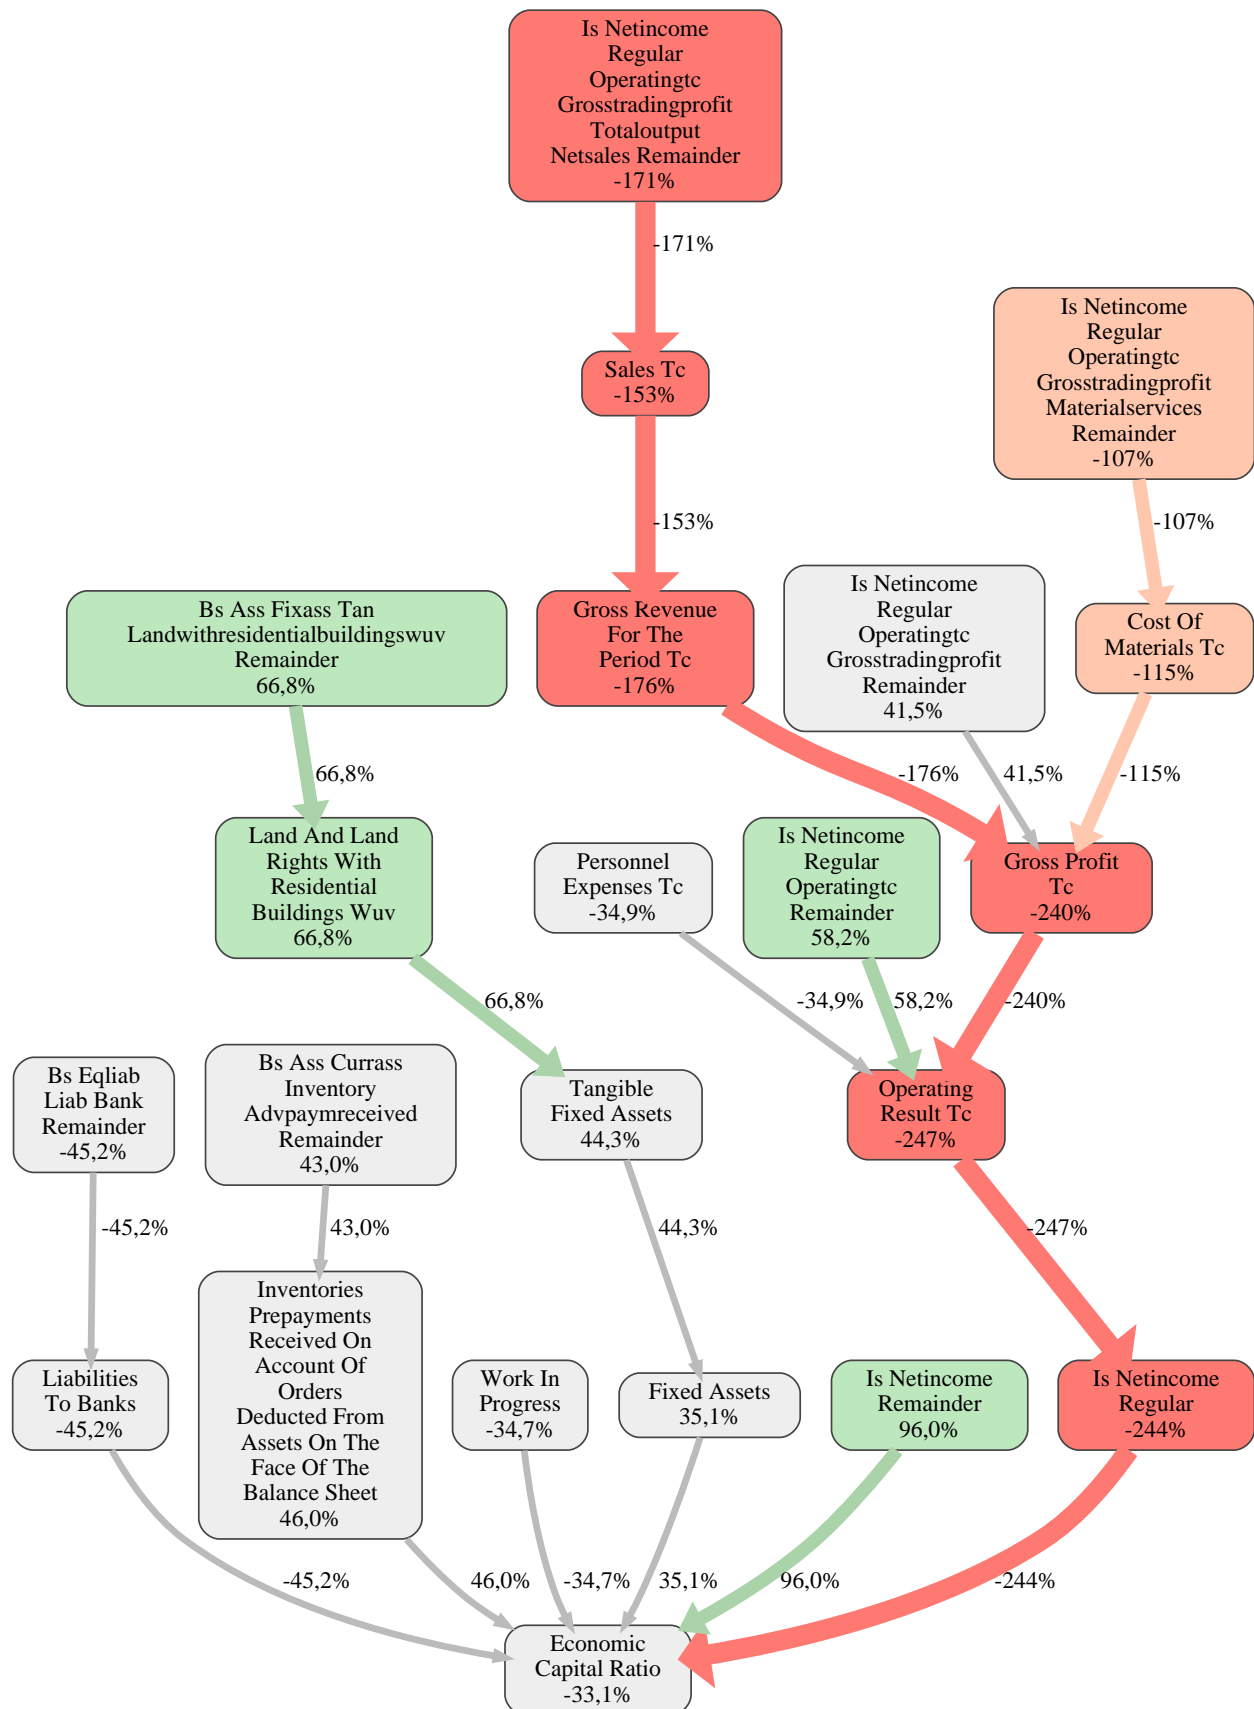 Is Netincome
Regular
Operatingtc
Grosstradingprofit
Totaloutput
Netsales Remainder
-171%
-171%
Sales Tc
-153%
Is Netincome
Regular
Operatingtc
Grosstradingprofit
Materialservices
Remainder
-107%
-153%
-107%
Bs Ass Fixass Tan
Landwithresidentialbuildingswuv
Remainder
66,8%
Gross Revenue
For The
Period Tc
-176%
Is Netincome
Regular
Operatingtc
Grosstradingprofit
Remainder
41,5%
Cost Of
Materials Tc
-115%
66,8%
-176%
41,5%
-115%
Land And Land
Rights With
Residential
Buildings Wuv
66,8%
Personnel
Expenses Tc
-34,9%
Is Netincome
Regular
Operatingtc
Remainder
58,2%
Gross Profit
Tc
-240%
66,8%
-34,9%
58,2%
-240%
Bs Eqliab
Liab Bank
Remainder
-45,2%
Bs Ass Currass
Inventory
Advpaymreceived
Remainder
43,0%
Tangible
Fixed Assets
44,3%
Operating
Result Tc
-247%
-45,2%
43,0%
44,3%
-247%
Liabilities
To Banks
-45,2%
Inventories
Prepayments
Received On
Account Of
Orders
Deducted From
Assets On The
Face Of The
Balance Sheet
46,0%
Work In
Progress
-34,7%
Fixed Assets
35,1%
Is Netincome
Remainder
96,0%
Is Netincome
Regular
-244%
-45,2%
46,0%
-34,7%
35,1%
96,0%
-244%
Economic
Capital Ratio
-33,1%